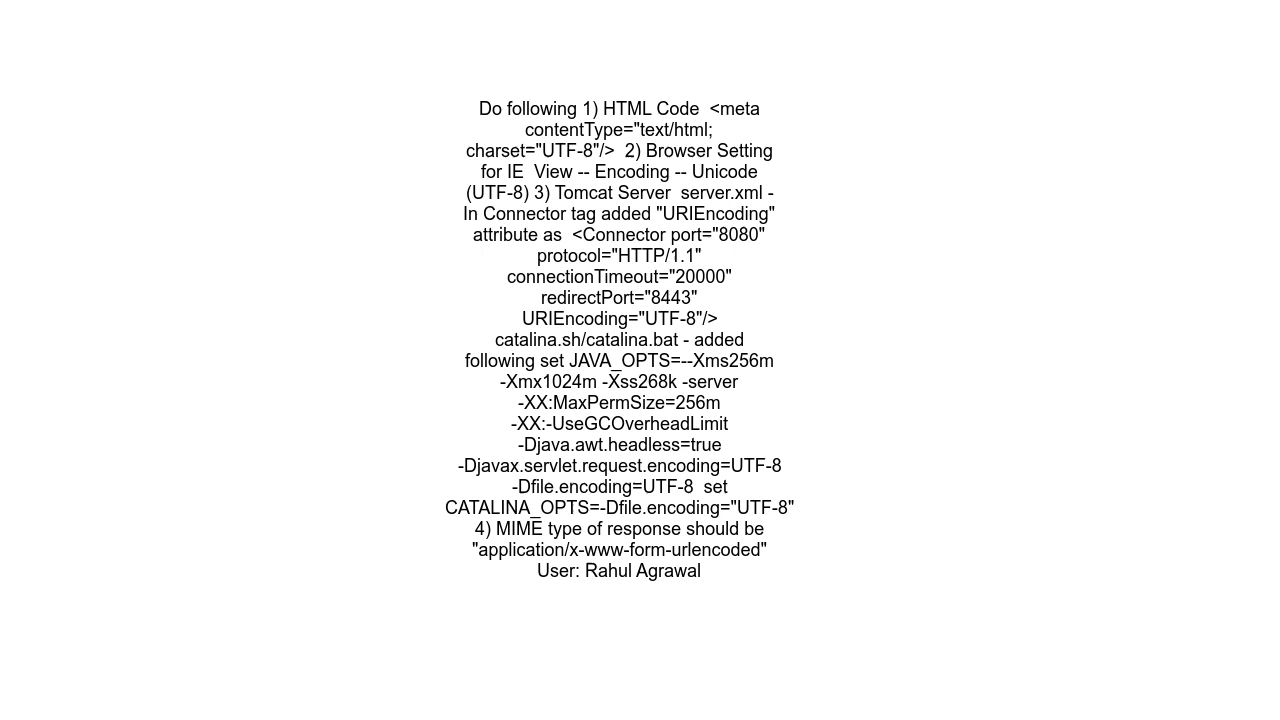 Do following 1) HTML Code  <meta
contentType="text/html;
charset="UTF-8"/>  2) Browser Setting
for IE  View -- Encoding -- Unicode
(UTF-8) 3) Tomcat Server  server.xml -
In Connector tag added "URIEncoding"
attribute as  <Connector port="8080"
protocol="HTTP/1.1"
connectionTimeout="20000"
redirectPort="8443"
URIEncoding="UTF-8"/>
catalina.sh/catalina.bat - added
following set JAVA_OPTS=--Xms256m
-Xmx1024m -Xss268k -server
-XX:MaxPermSize=256m
-XX:-UseGCOverheadLimit
-Djava.awt.headless=true
-Djavax.servlet.request.encoding=UTF-8
-Dfile.encoding=UTF-8  set
CATALINA_OPTS=-Dfile.encoding="UTF-8"
4) MIME type of response should be
"application/x-www-form-urlencoded"
User: Rahul Agrawal